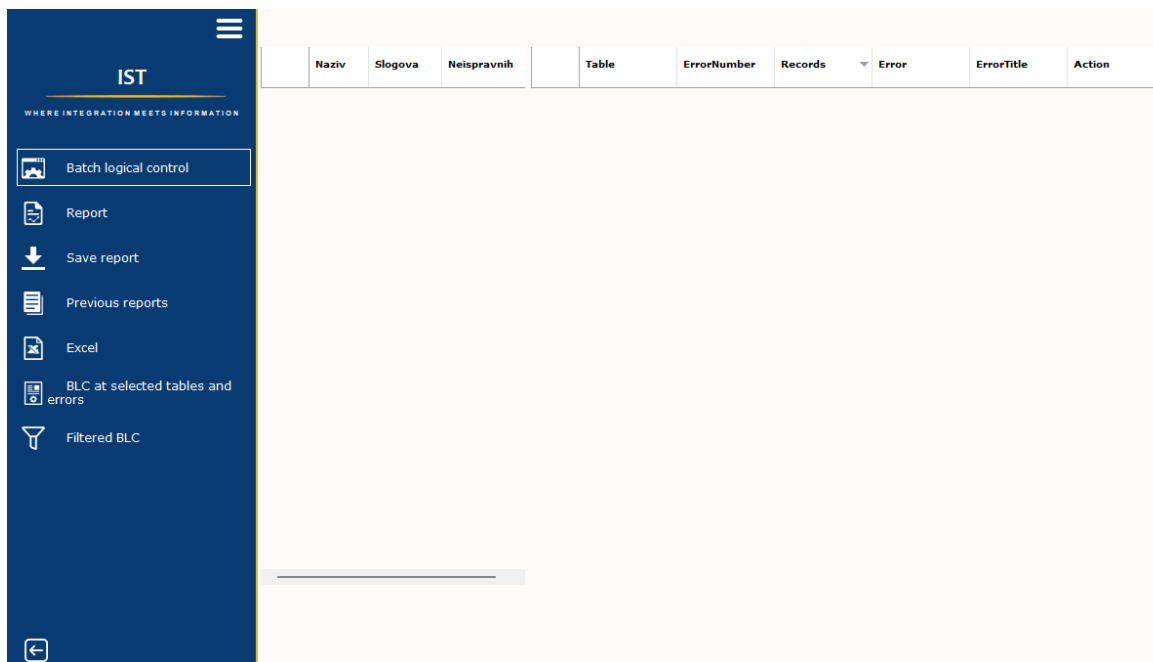 IST
WHERE INTEGRATION MEETS INFORMATION
Batch logical control
Report
Save report
Previous reports
Excel
BLC at selected tables and
errors
Filtered BLC
Naziv Slogova Neispravnih
Table ErrorNumber Records Error ErrorTitle Action